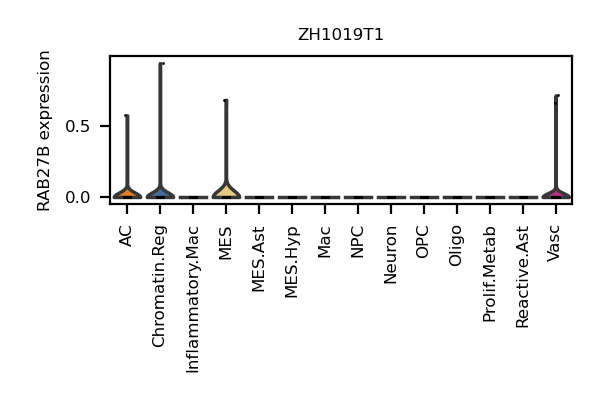 ZH1019T1
RAB27B expression
0.5
0.0
AC
Chromatin.Reg
Inflammatory.Mac
MES
MES.Ast
MES.Hyp
Mac
NPC
Neuron
OPC
Oligo
Prolif.Metab
Reactive.Ast
Vasc